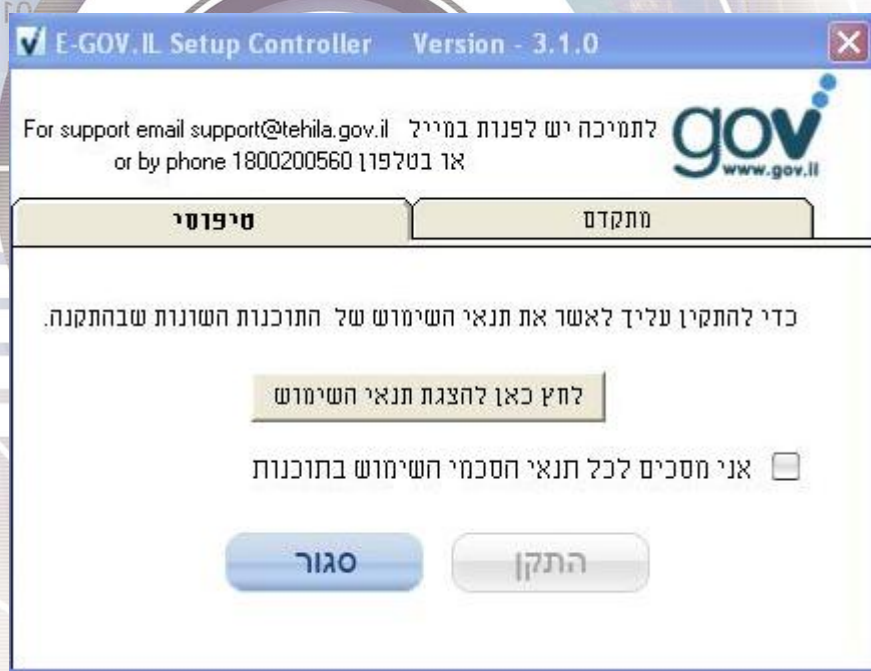 E-GOV.IL Setup Controller Version - 3.1.0
For support email support@tehila.gov.il לתמיכה יש לפנות במייל
or by phone 1800200560 או בטלפון
gov
www.gov.il
טיפוסי
מתקדם
כדי להתקין עליך לאשר את תנאי השימוש של התוכנות השונות שבהתקנה.
לחץ כאן להצגת תנאי השימוש
אני מסכים לכל תנאי הסכמי השימוש בתוכנות
סגור
התקן